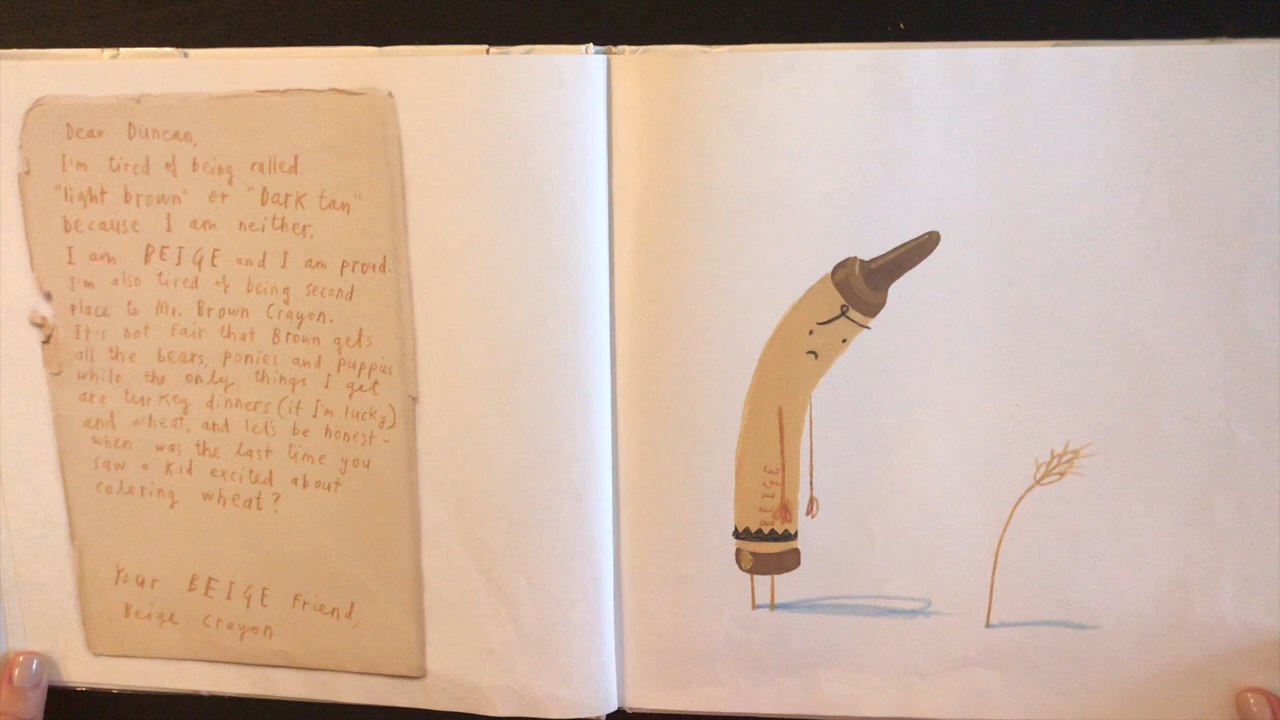 Dear Duncan,
I'm tired of being called
"light brown" or "Dark tan"
because I am neither.
I am BEIGE and I am proud.
I'm also tired of being second
place to Mr. Brown Crayon.
It's not fair that Brown gets
all the bears, ponies and puppies
while the only things I get
are turkey dinners (if I'm lucky)
and wheat, and let's be honest-
when was the last time you
saw a kid excited about
coloring wheat?
Your BEIGE friend,
Beige Crayon
BEIGE